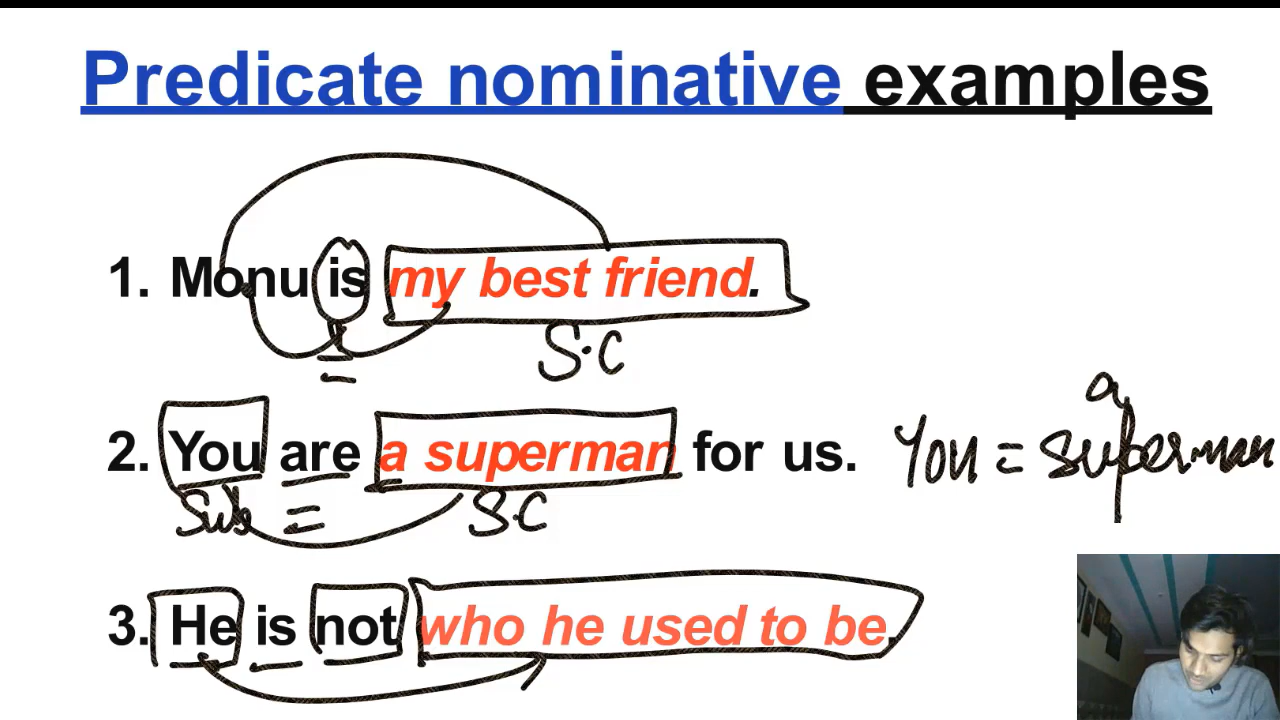 Predicate nominative examples
1. Monu is my best friend.
S.C
2. You are a superman for us.
a
You = superman
Sub =
S.C
3. He is not who he used to be.